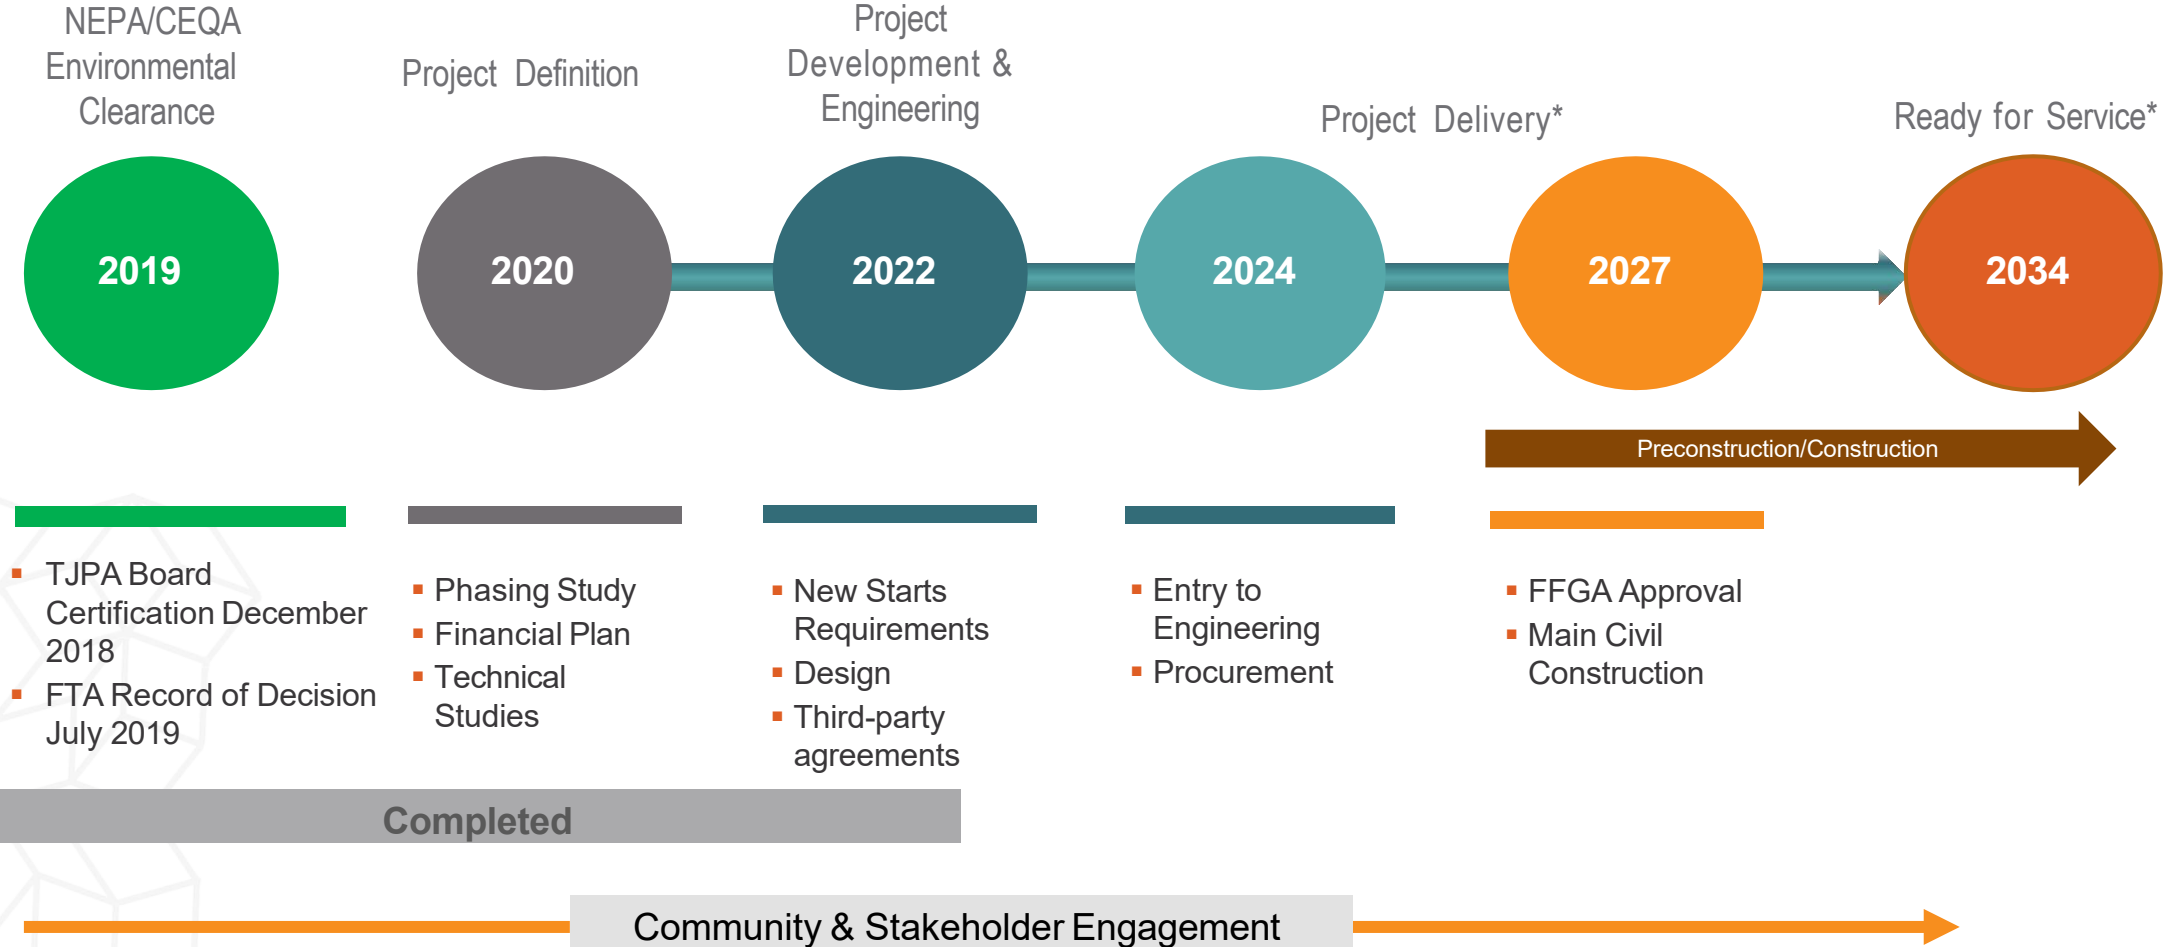 NEPA/CEQA
Environmental
Clearance
Project Definition
Project
Development &
Engineering
Project Delivery*
Ready for Service*
2019
2020
2022
2024
2027
2034
Preconstruction/Construction
▪ TJPA Board
Certification December
2018
▪ FTA Record of Decision
July 2019
▪ Phasing Study
▪ Financial Plan
▪ Technical
Studies
▪ New Starts
Requirements
▪ Design
▪ Third-party
agreements
▪ Entry to
Engineering
▪ Procurement
▪ FFGA Approval
▪ Main Civil
Construction
Completed
Community & Stakeholder Engagement